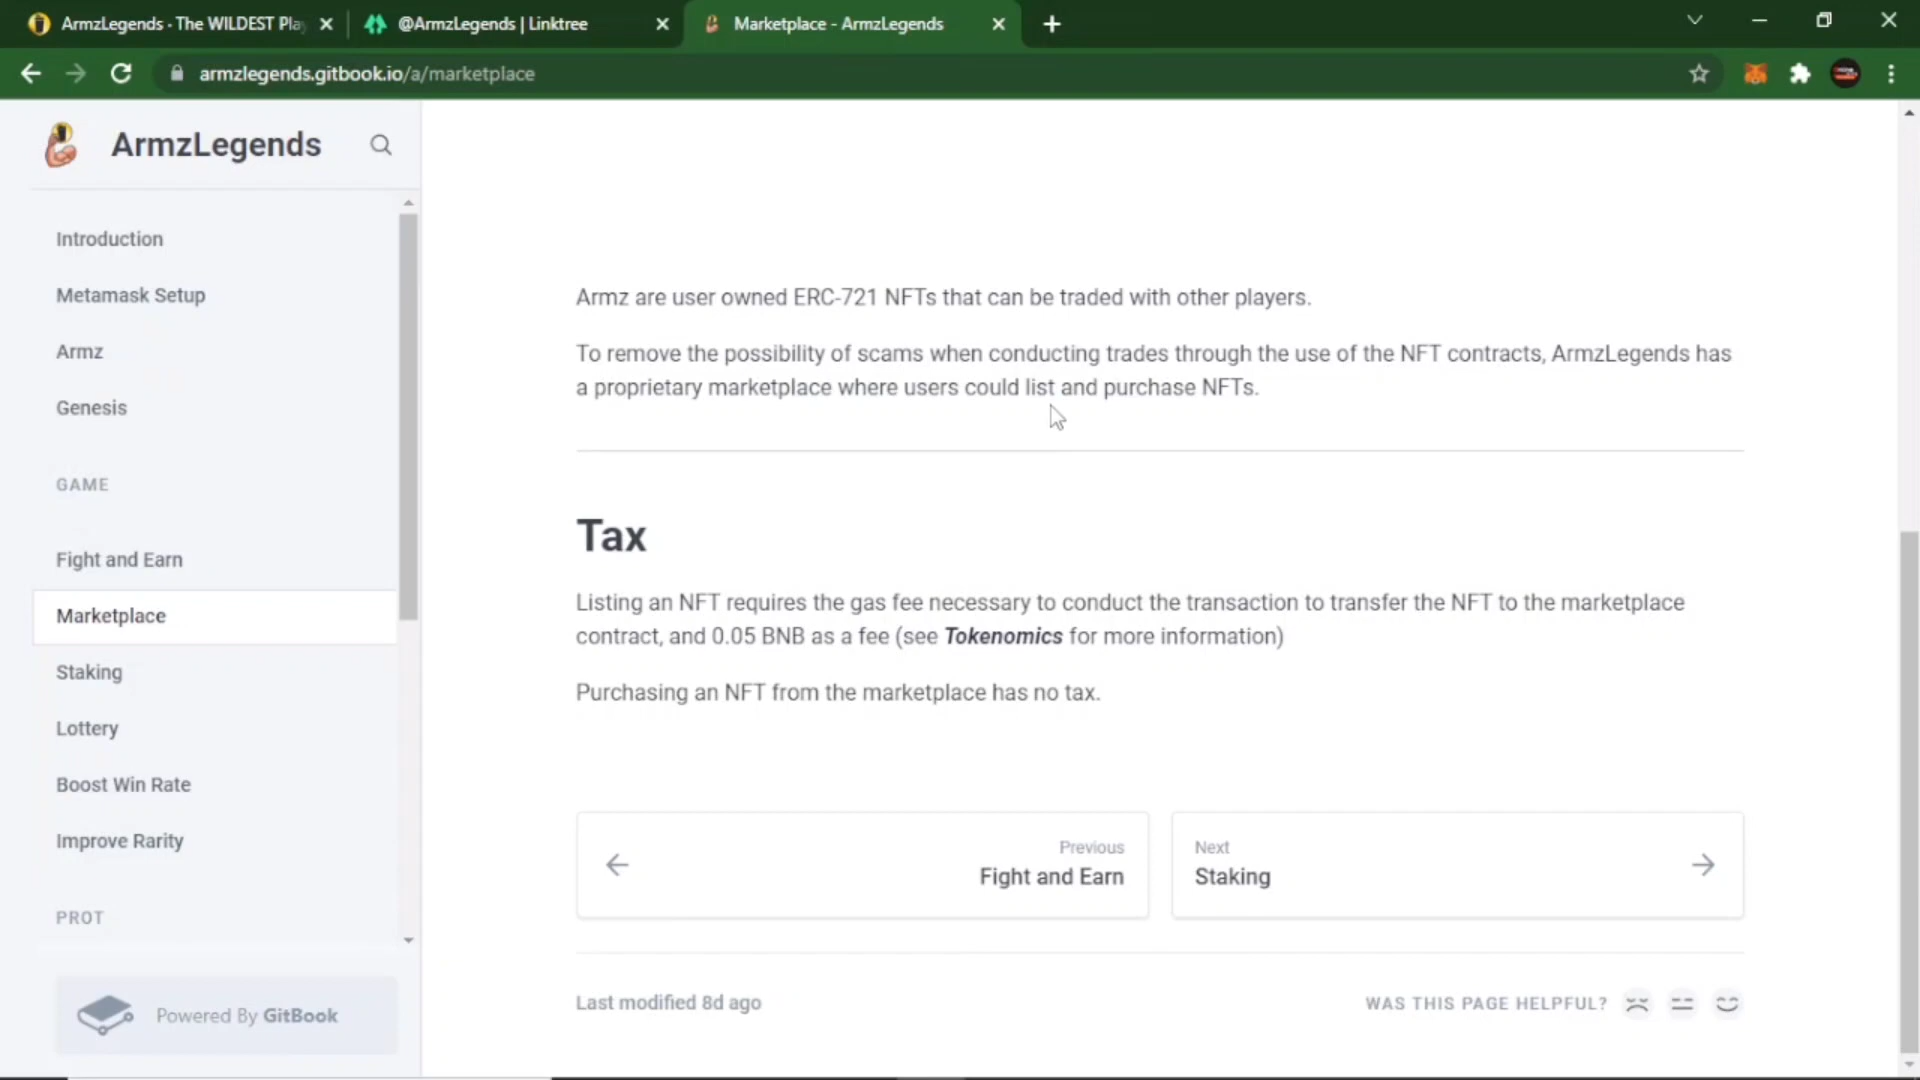 ArmzLegends - The WILDEST Pla
@ArmzLegends | Linktree
Marketplace - ArmzLegends
armzlegends.gitbook.io/a/marketplace
ArmzLegends
Introduction
Metamask Setup
Armz
Genesis
GAME
Fight and Earn
Marketplace
Staking
Lottery
Boost Win Rate
Improve Rarity
PROT
Powered By GitBook
Armz are user owned ERC-721 NFTs that can be traded with other players.
To remove the possibility of scams when conducting trades through the use of the NFT contracts, ArmzLegends has
a proprietary marketplace where users could list and purchase NFTs.
Tax
Listing an NFT requires the gas fee necessary to conduct the transaction to transfer the NFT to the marketplace
contract, and 0.05 BNB as a fee (see Tokenomics for more information)
Purchasing an NFT from the marketplace has no tax.
Previous
Fight and Earn
Next
Staking
Last modified 8d ago
WAS THIS PAGE HELPFUL?